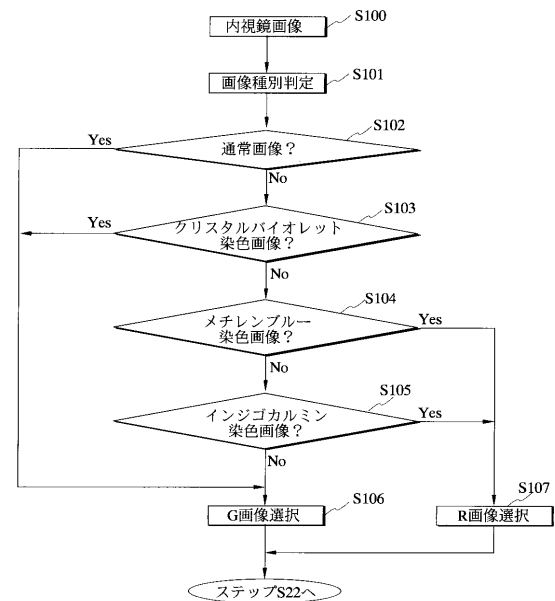 S100
内視鏡画像
S101
画像種別判定
S102
Yes
通常画像？
No
S103
Yes
クリスタルバイオレット
染色画像？
No
S104
メチレンブルー
染色画像？
Yes
No
S105
インジゴカルミン
染色画像？
Yes
No
S106
G画像選択
S107
R画像選択
ステップS22へ